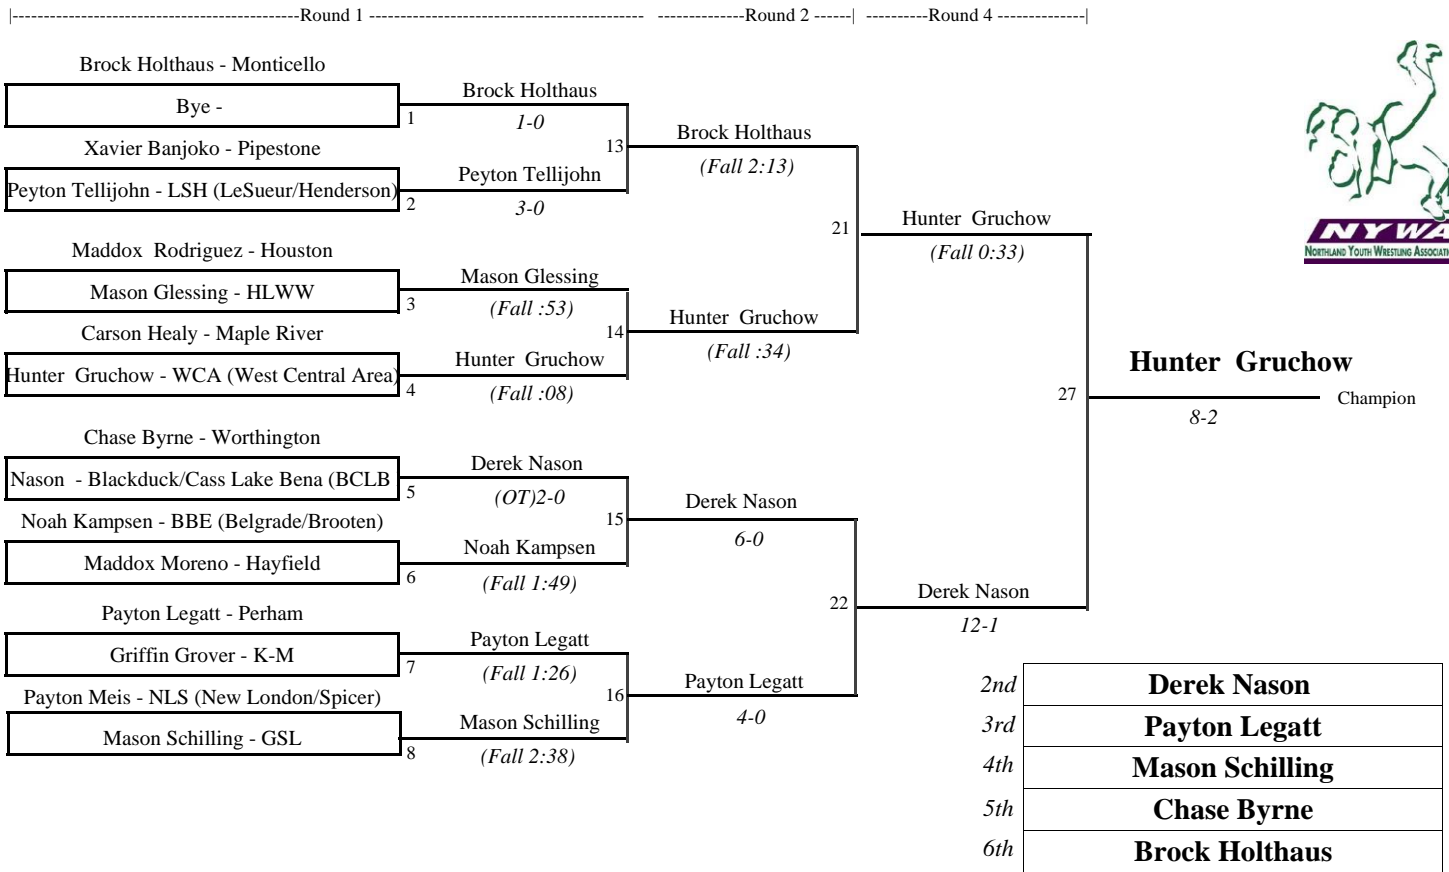 |-----------------------------------------------Round 1 --------------------------------------------- --------------Round 2 ------| ----------Round 4 --------------|
Brock Holthaus - Monticello
Bye -
1
Brock Holthaus
1-0
Xavier Banjoko - Pipestone
Peyton Tellijohn - LSH (LeSueur/Henderson)
2
Peyton Tellijohn
3-0
13
Brock Holthaus
(Fall 2:13)
Maddox  Rodriguez - Houston
Mason Glessing - HLWW
3
Mason Glessing
(Fall :53)
Carson Healy - Maple River
Hunter  Gruchow - WCA (West Central Area)
4
Hunter  Gruchow
(Fall :08)
14
Hunter  Gruchow
(Fall :34)
21
Hunter  Gruchow
(Fall 0:33)
Chase Byrne - Worthington
Nason  - Blackduck/Cass Lake Bena (BCLB
5
Derek Nason
(OT)2-0
Noah Kampsen - BBE (Belgrade/Brooten)
Maddox Moreno - Hayfield
6
Noah Kampsen
(Fall 1:49)
15
Derek Nason
6-0
Payton Legatt - Perham
Griffin Grover - K-M
7
Payton Legatt
(Fall 1:26)
Payton Meis - NLS (New London/Spicer)
Mason Schilling - GSL
8
Mason Schilling
(Fall 2:38)
16
Payton Legatt
4-0
22
Derek Nason
12-1
27
Hunter  Gruchow
Champion
8-2
NYWA
NORTHLAND YOUTH WRESTLING
2nd Derek Nason
3rd Payton Legatt
4th Mason Schilling
5th Chase Byrne
6th Brock Holthaus